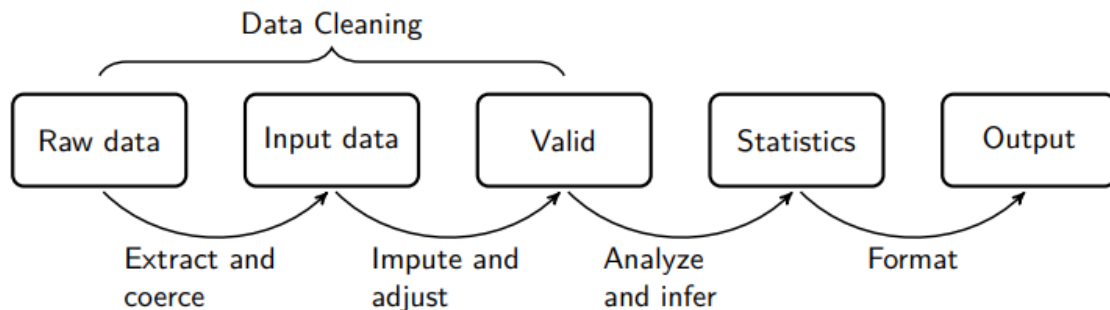 Data Cleaning
Raw data
Input data
Valid
Statistics
Output
Extract and
coerce
Impute and
adjust
Analyze
and infer
Format